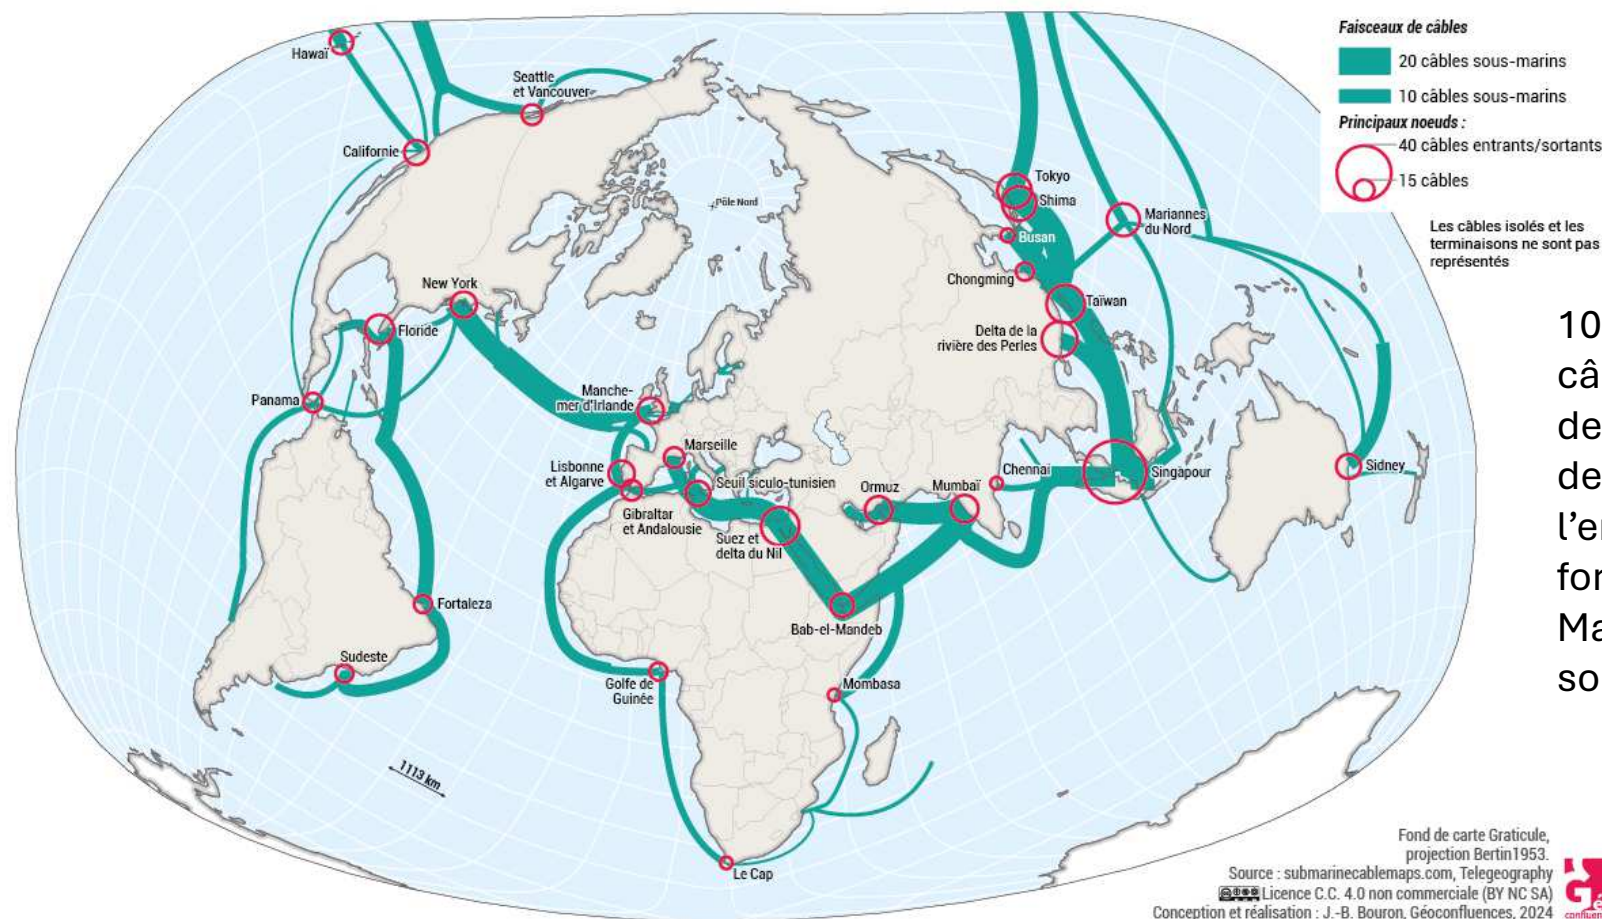 Faisceaux de câbles
20 câbles sous-marins
10 câbles sous-marins
Principaux noeuds :
40 câbles entrants/sortants
15 câbles
Les câbles isolés et les
terminaisons ne sont pas
représentés
Hawaï
Seattle
et Vancouver
Californie
Pôle Nord
Tokyo
Shima
Busan
Mariannes
du Nord
Chongming
New York
Taïwan
Floride
Delta de la
rivière des Perles
Panama
Manche-
mer d'Irlande
Marseille
Lisbonne
et Algarve
Seuil siculo-tunisien
Ormuz
Mumbaï
Chennai
Singapour
Sidney
Gibraltar
et Andalousie
Suez et
delta du Nil
Fortaleza
Bab-el-Mandeb
Sudeste
Golfe de
Guinée
Mombasa
1113 km
Le Cap
10
câ
de
de
l'e
for
Ma
so
Fond de carte Graticule,
projection Bertin1953.
Source : submarinecablemaps.com, Telegeography
Licence C.C. 4.0 non commerciale (BY NC SA)
Conception et réalisation : J.-B. Bouron, Géoconfluences, 2024